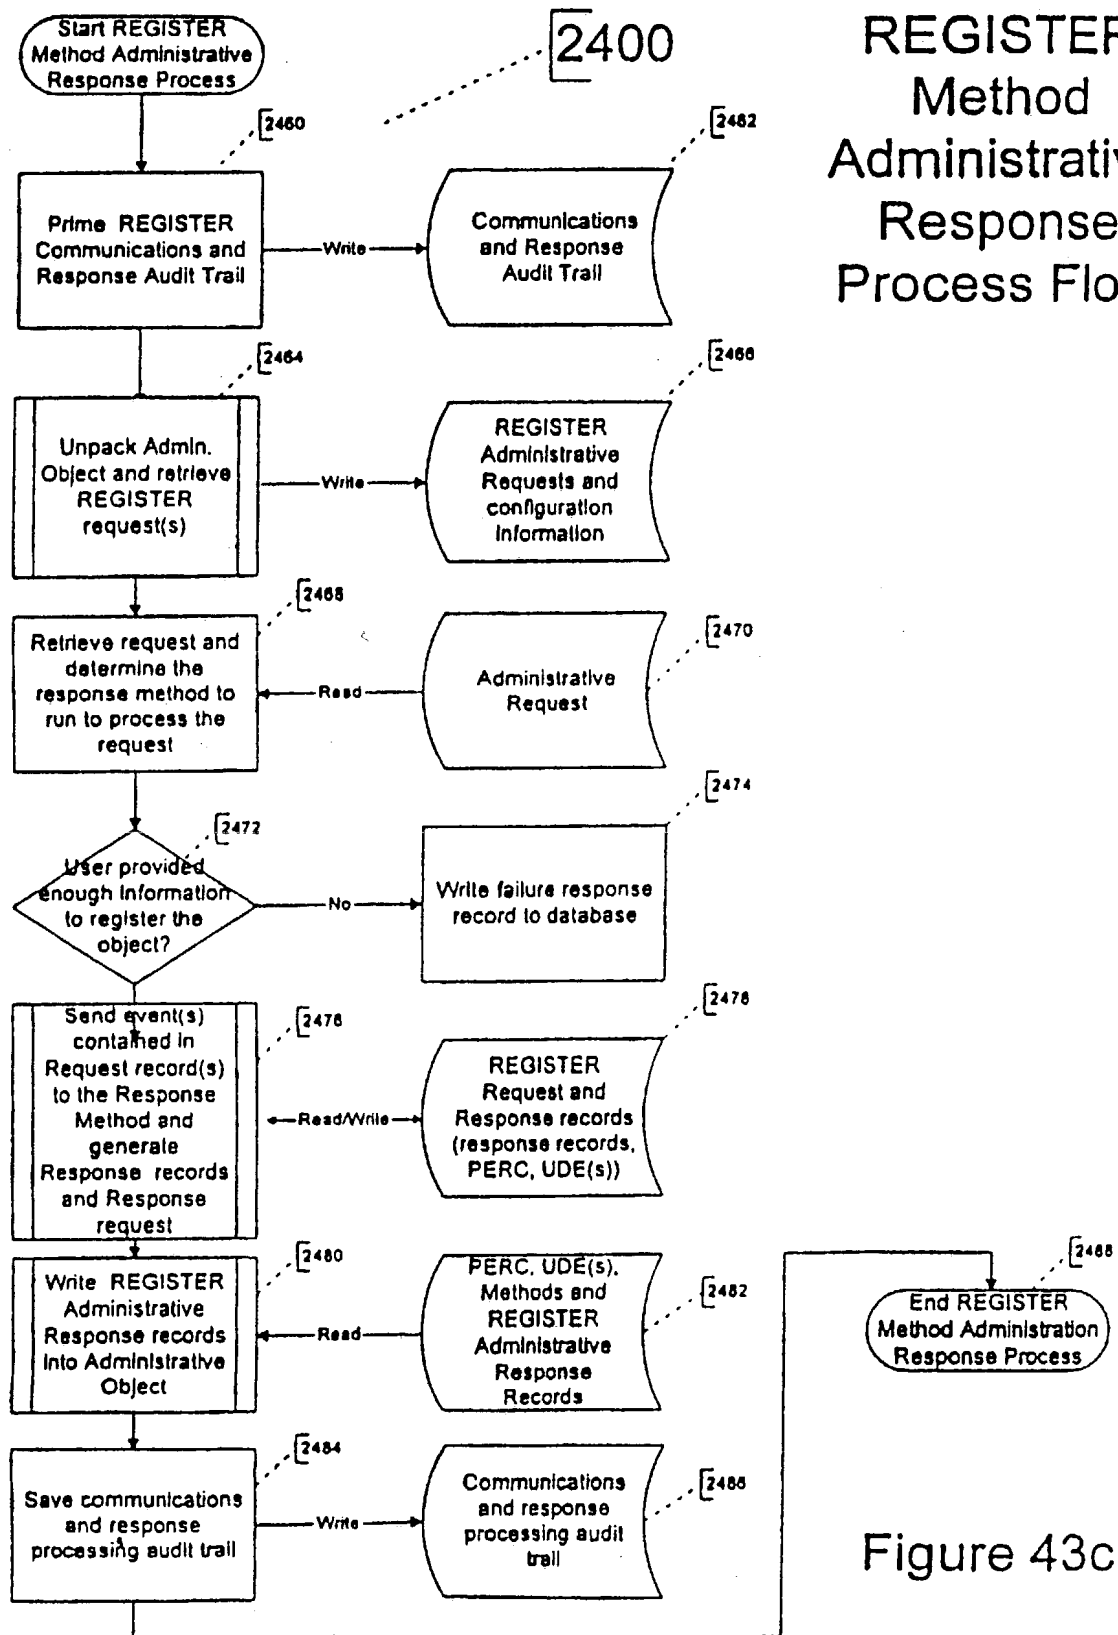 Start REGISTER
Method Administrative
Response Process
2400
REGISTER
Method
Administrativ
Response
Process Flo
2460
Prime REGISTER
Communications and
Response Audit Trail
Write
2462
Communications
and Response
Audit Trail
2464
Unpack Admin.
Object and retrieve
REGISTER
request(s)
Write
2466
REGISTER
Administrative
Requests and
configuration
Information
2468
Retrieve request and
determine the
response method to
run to process the
request
Read
2470
Administrative
Request
2472
User provided
enough Information
to register the
object?
No
2474
Write failure response
record to database
2476
Send event(s)
contained in
Request record(s)
to the Response
Method and
generate
Response records
and Response
request
Read/Write
2478
REGISTER
Request and
Response records
(response records,
PERC, UDE(s))
2480
Write REGISTER
Administrative
Response records
into Administrative
Object
Read
2482
PERC, UDE(s),
Methods and
REGISTER
Administrative
Response
Records
2484
Save communications
and response
processing audit trail
Write
2486
Communications
and response
processing audit
trail
2488
End REGISTER
Method Administration
Response Process
Figure 43c